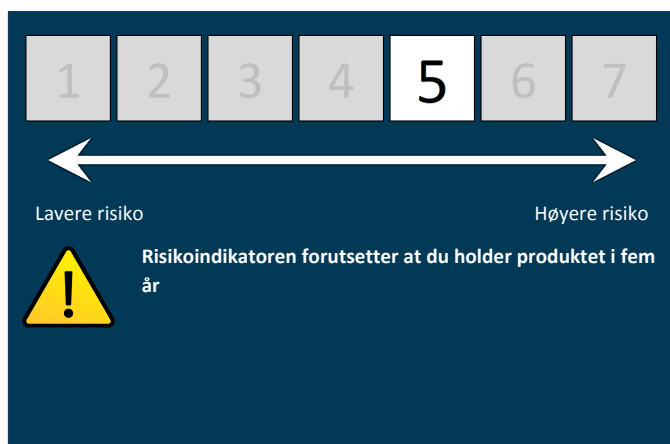 1 2 3 4 5 6 7
Lavere risiko Høyere risiko
Risikoindikatoren forutsetter at du holder produktet i fem
år